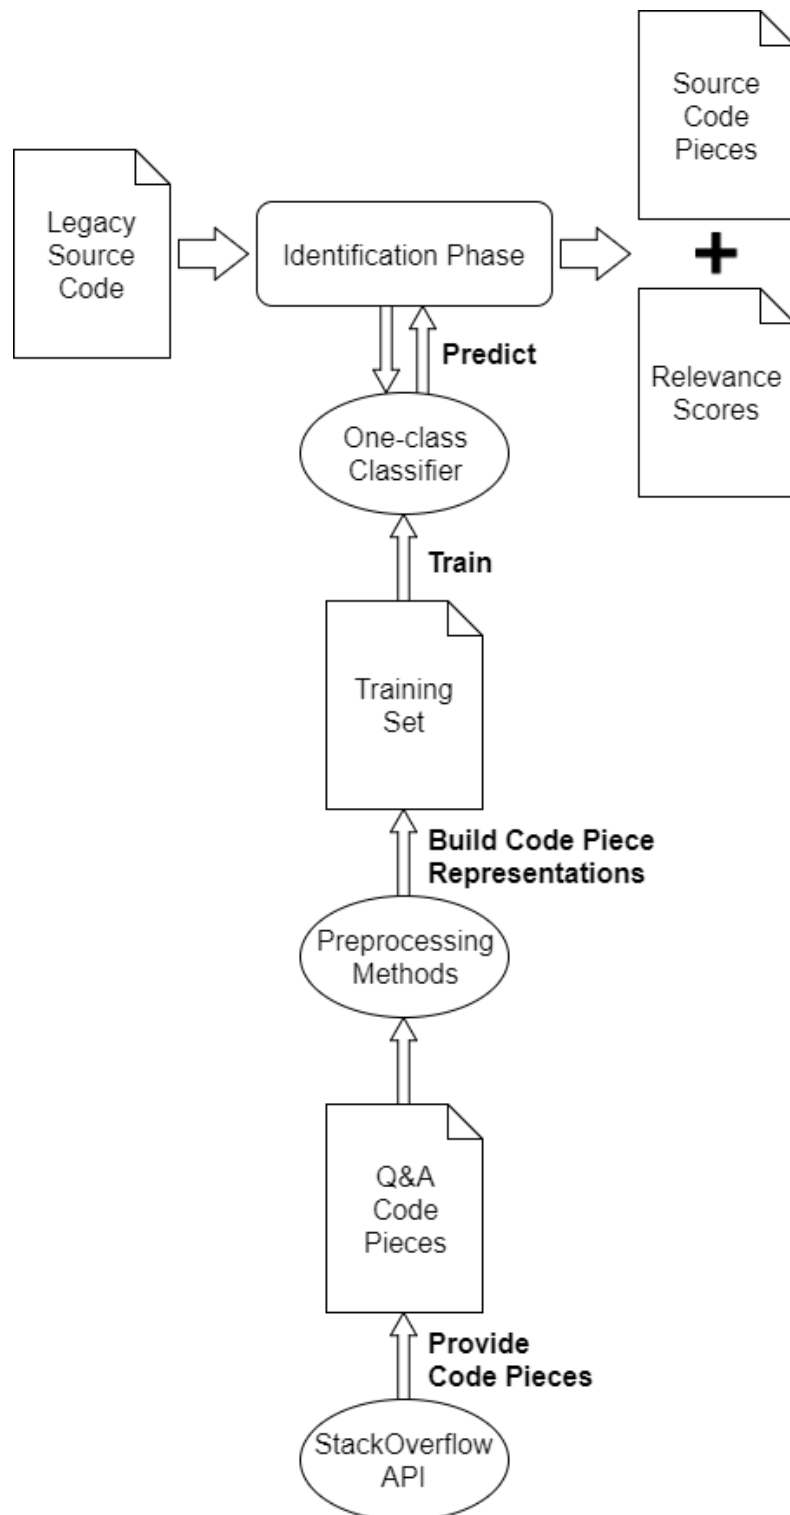 Source
Code
Pieces
Legacy
Source
Code
Identification Phase
+
Relevance
Scores
Predict
One-class
Classifier
Train
Training
Set
Build Code Piece
Representations
Preprocessing
Methods
Q&A
Code
Pieces
Provide
Code Pieces
StackOverflow
API